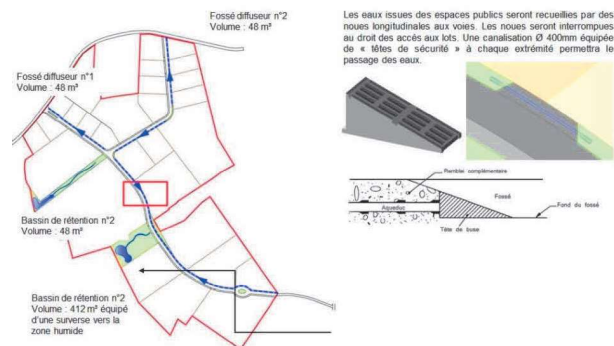 Fossé diffuseur n°2
Volume : 48 m³
Fossé diffuseur n°1
Volume : 48 m³
Bassin de rétention n°2
Volume : 48 m³
Bassin de rétention n°2
Volume : 412 m³ équipé
d'une surverse vers la
zone humide
Les eaux issues des espaces publics seront recueillies par des
noues longitudinales aux voies. Les noues seront interrompues
au droit des accès aux lots. Une canalisation Ø 400mm équipée
de « têtes de sécurité » à chaque extrémité permettra le
passage des eaux.
Remblai complémentaire
Fossé
Fond du fossé
Aqueduc
Tête de buse